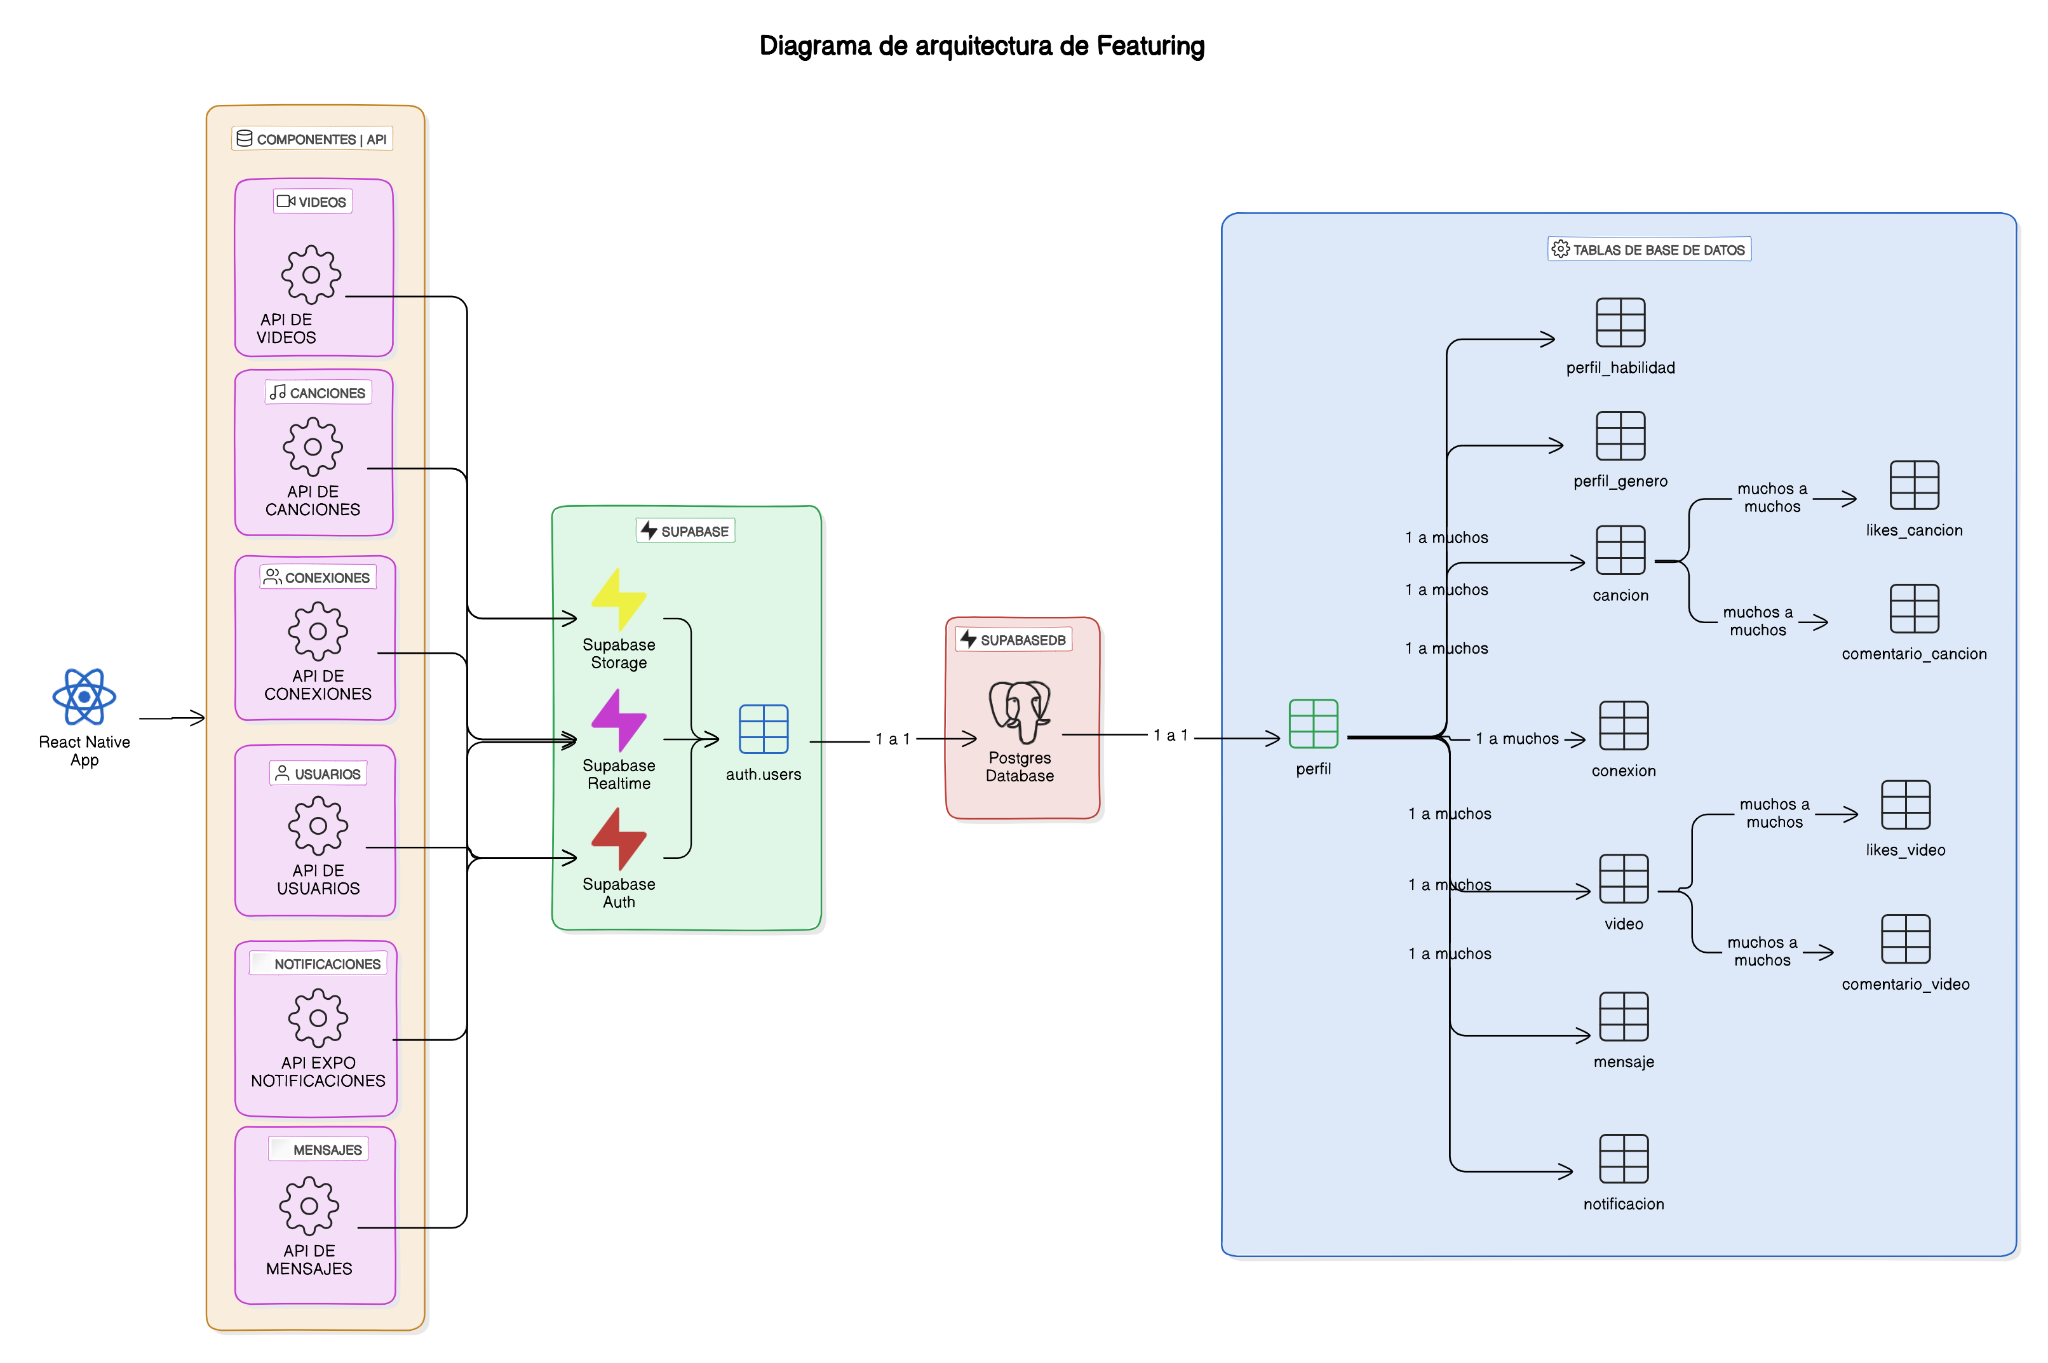 Diagrama de arquitectura de Featuring
COMPONENTES | API
VIDEOS
API DE
VIDEOS
CANCIONES
API DE
CANCIONES
CONEXIONES
API DE
CONEXIONES
React Native
App
USUARIOS
API DE
USUARIOS
NOTIFICACIONES
API EXPO
NOTIFICACIONES
MENSAJES
API DE
MENSAJES
SUPABASE
Supabase
Storage
Supabase
Realtime
Supabase
Auth
auth.users
1 a 1
SUPABASEDB
Postgres
Database
1 a 1
TABLAS DE BASE DE DATOS
perfil
1 a muchos
1 a muchos
1 a muchos
1 a muchos
1 a muchos
1 a muchos
1 a muchos
perfil_habilidad
perfil_genero
cancion
muchos a
muchos
likes_cancion
muchos a
muchos
comentario_cancion
conexion
video
muchos a
muchos
likes_video
muchos a
muchos
comentario_video
mensaje
notificacion